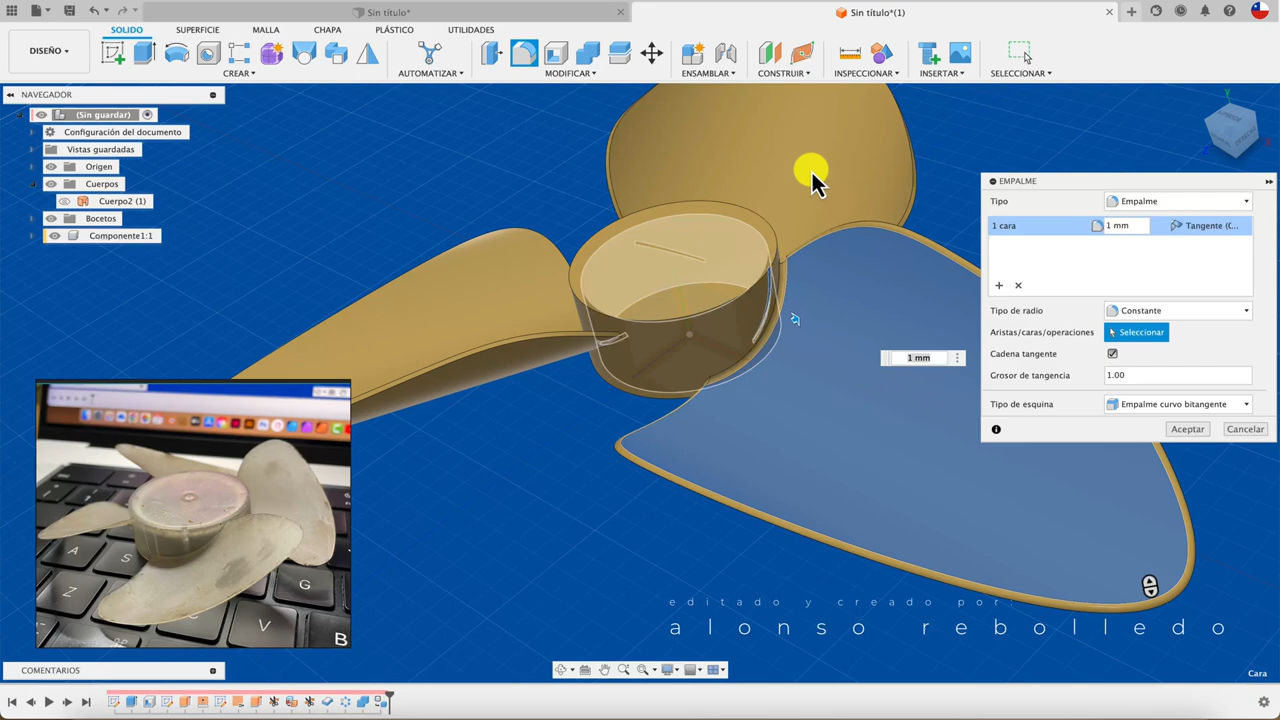 Sin título*
Sin título*(1)
DISEÑO
SOLIDO
SUPERFICIE
MALLA
CHAPA
PLÁSTICO
UTILIDADES
CREAR
AUTOMATIZAR
MODIFICAR
ENSAMBLAR
CONSTRUIR
INSPECCIONAR
INSERTAR
SELECCIONAR
NAVEGADOR
(Sin guardar)
Configuración del documento
Vistas guardadas
Origen
Cuerpos
Cuerpo2 (1)
Bocetos
Componente1:1
EMPALME
Tipo
Empalme
1 cara
1 mm
Tangente (C...
Tipo de radio
Constante
Aristas/caras/operaciones
Seleccionar
Cadena tangente
Grosor de tangencia
1.00
Tipo de esquina
Empalme curvo bitangente
Aceptar
Cancelar
1 mm
A
S
Z
C
V
G
B
editado y creado por:
alonso rebolledo
COMENTARIOS
Cara